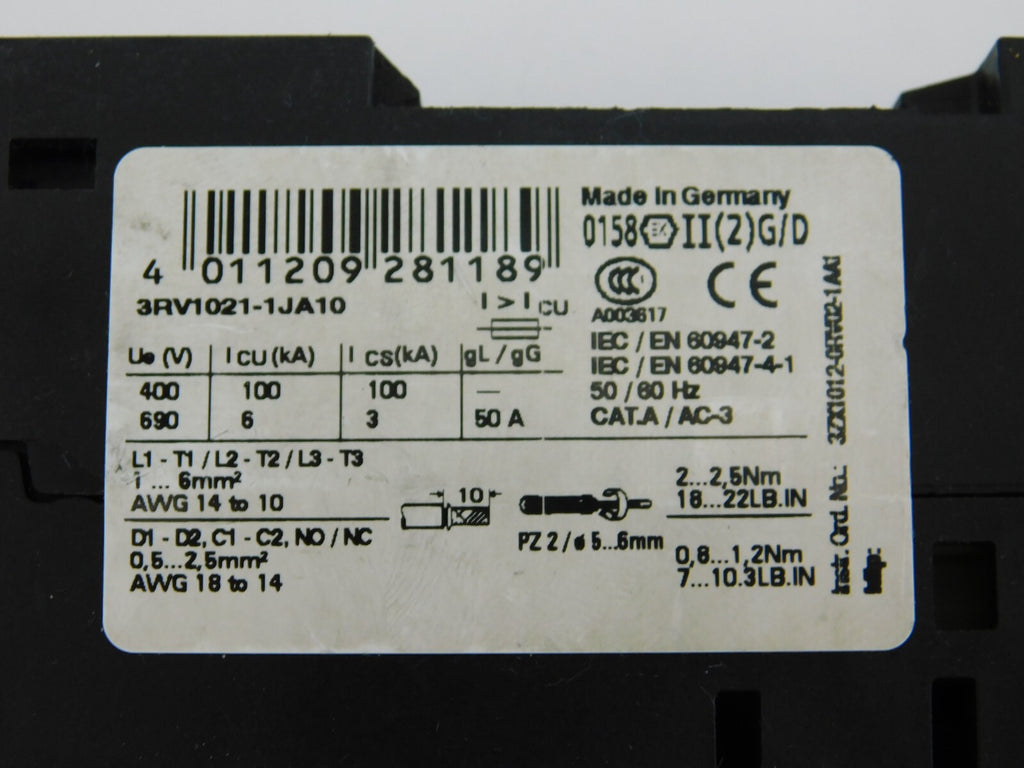 4 011209 281189
3RV1021-1JA10
I > I CU
Ue (V) I CU (kA) I CS (kA) gL / gG
400 100 100 —
690 6 3 50 A
Made in Germany
0158 Ex II(2)G/D
CCC CE
A003617
IEC / EN 60947-2
IEC / EN 60947-4-1
50 / 60 Hz
CAT.A / AC-3
L1 - T1 / L2 - T2 / L3 - T3
1 ... 6mm²
AWG 14 to 10
D1 - D2, C1 - C2, NO / NC
0,5...2,5mm²
AWG 18 to 14
10
PZ 2 / ø 5...6mm
2...2,5Nm
18...22LB.IN
0,8...1,2Nm
7...10.3LB.IN
Instr. Ord. No.: 3ZX1012-0RV02-1AA1